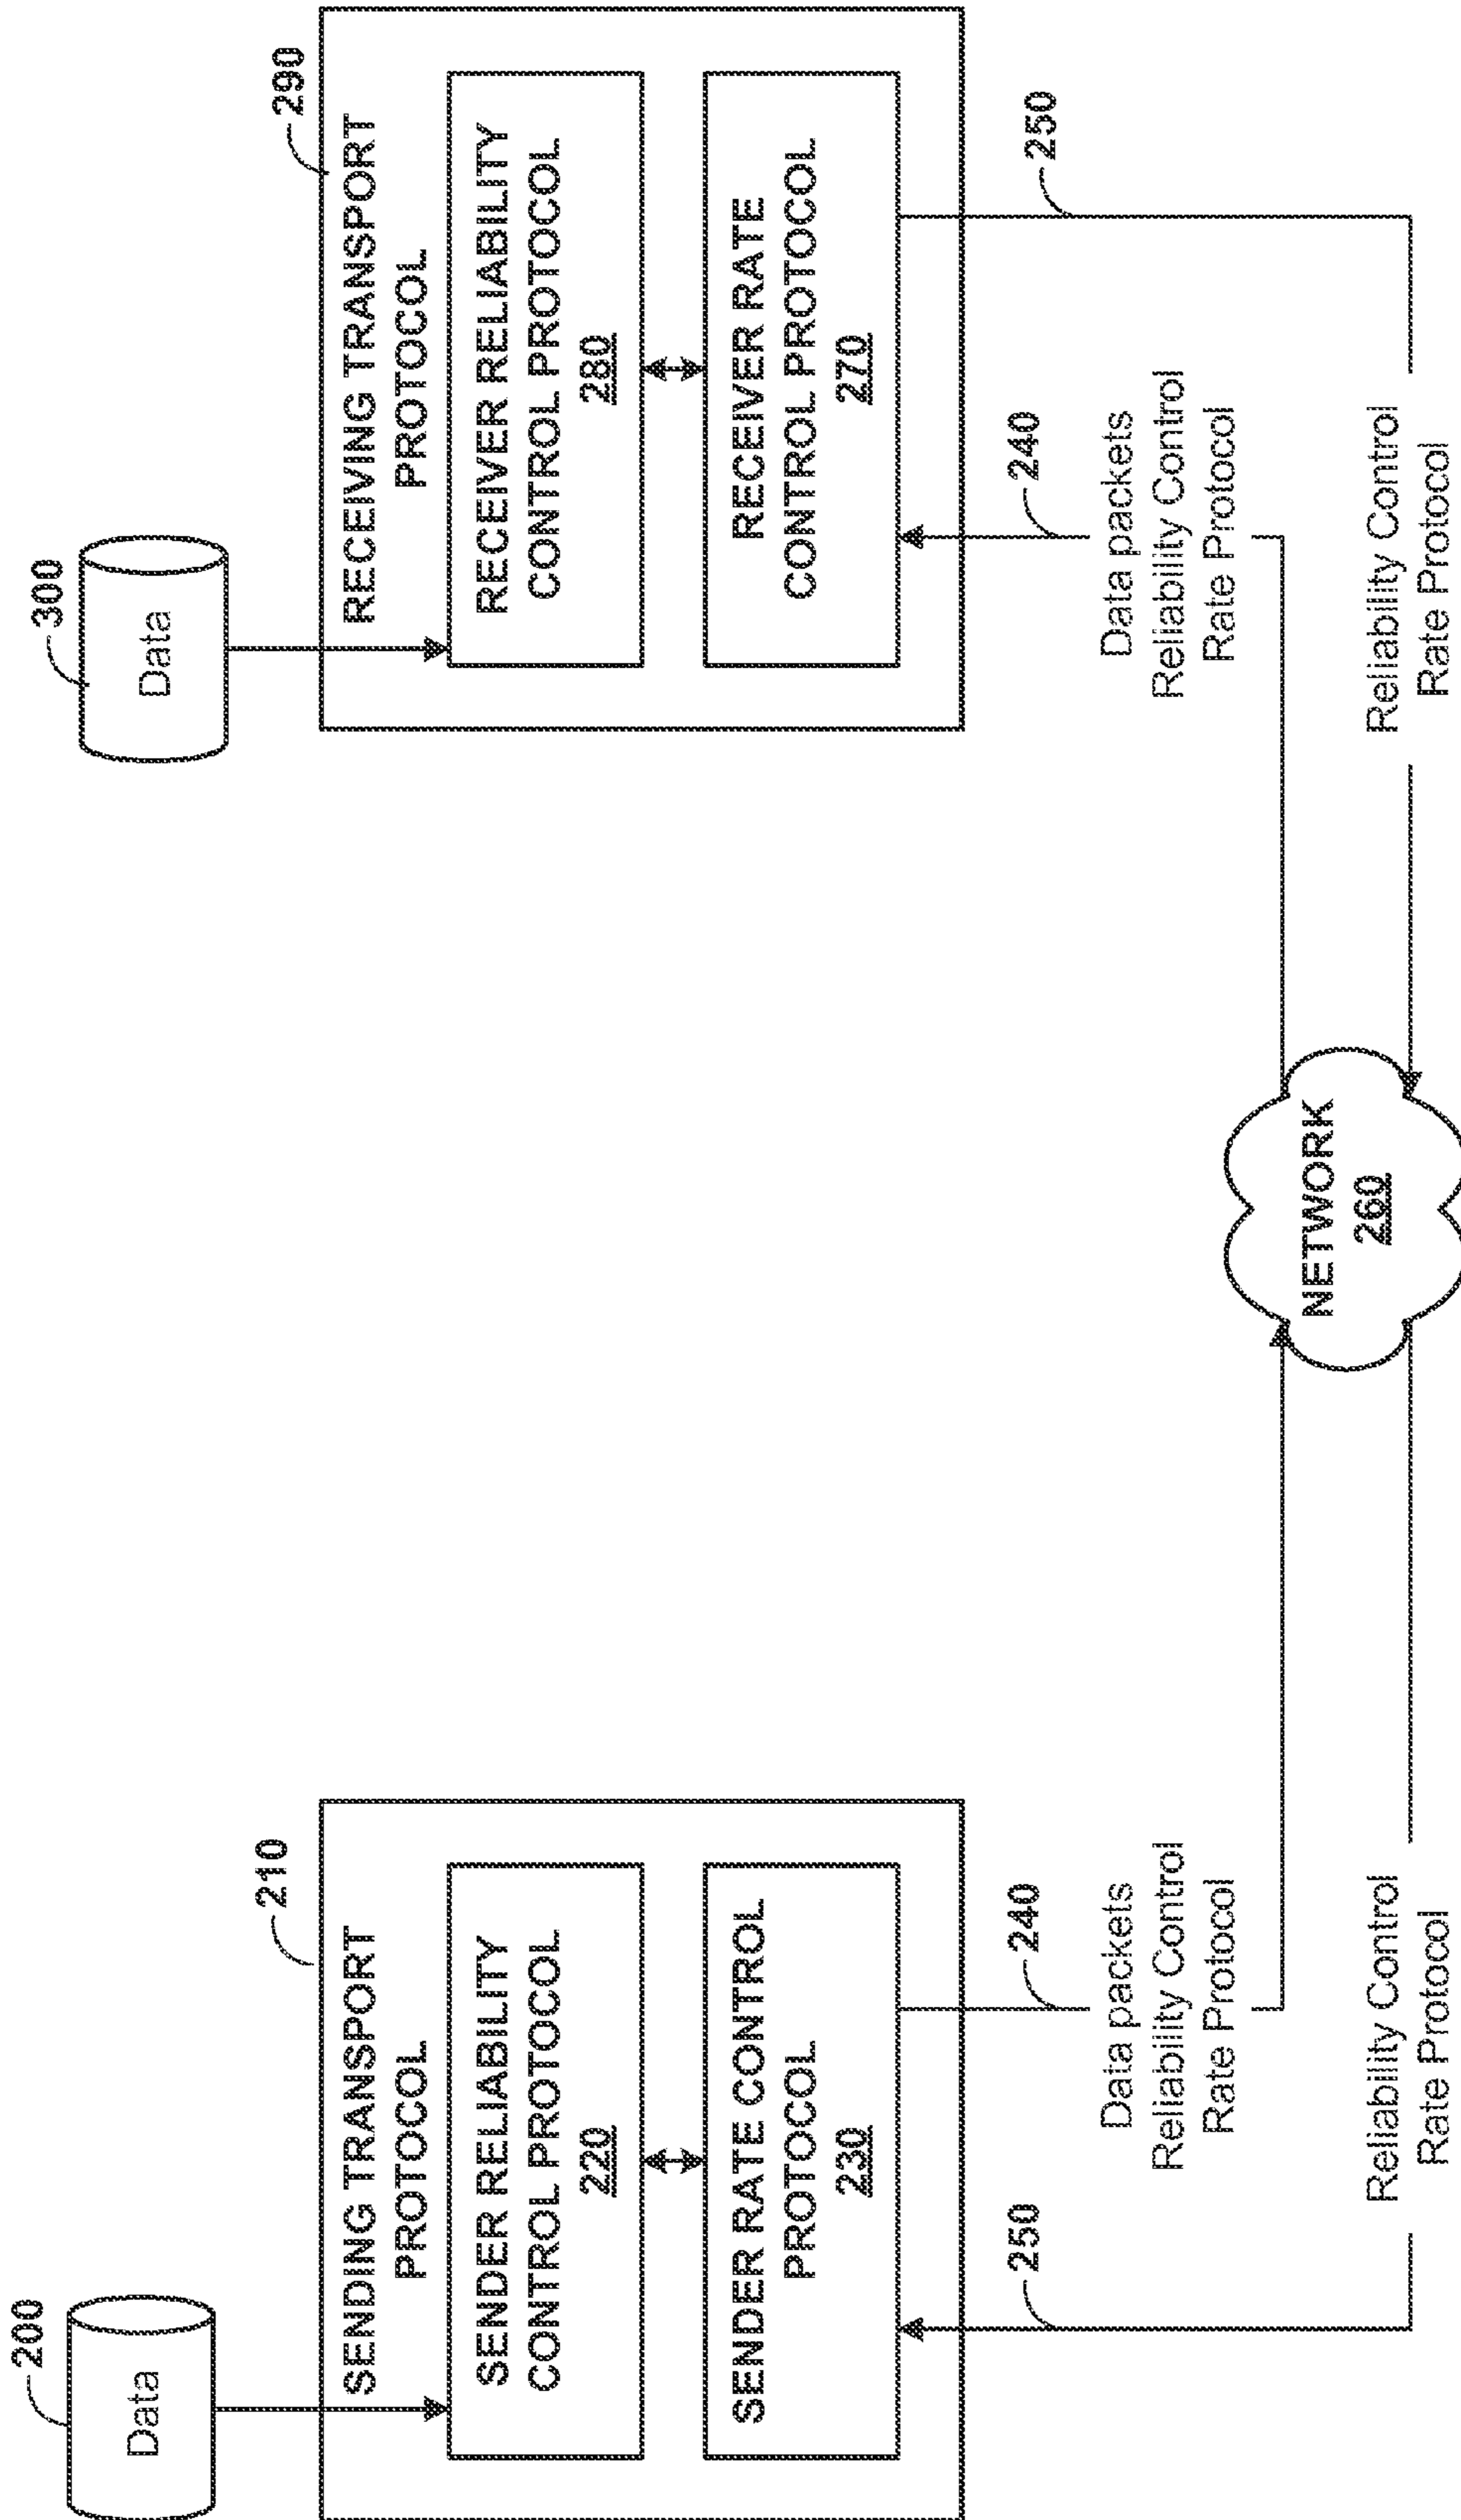 200
Data
210
SENDING TRANSPORT
PROTOCOL
SENDER RELIABILITY
CONTROL PROTOCOL
220
SENDER RATE CONTROL
PROTOCOL
230
250
240
Data packets
Reliability Control
Rate Protocol
Reliability Control
Rate Protocol
NETWORK
260
300
Data
290
RECEIVING TRANSPORT
PROTOCOL
RECEIVER RELIABILITY
CONTROL PROTOCOL
280
RECEIVER RATE
CONTROL PROTOCOL
270
240
250
Data packets
Reliability Control
Rate Protocol
Reliability Control
Rate Protocol